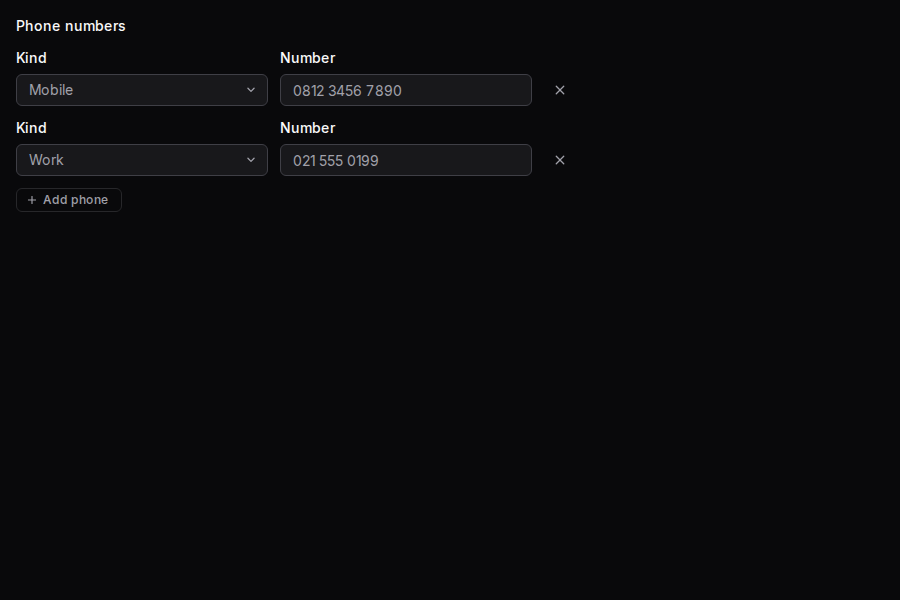 Phone numbers
Kind Number
Mobile 0812 3456 7890
Kind Number
Work 021 555 0199
Add phone